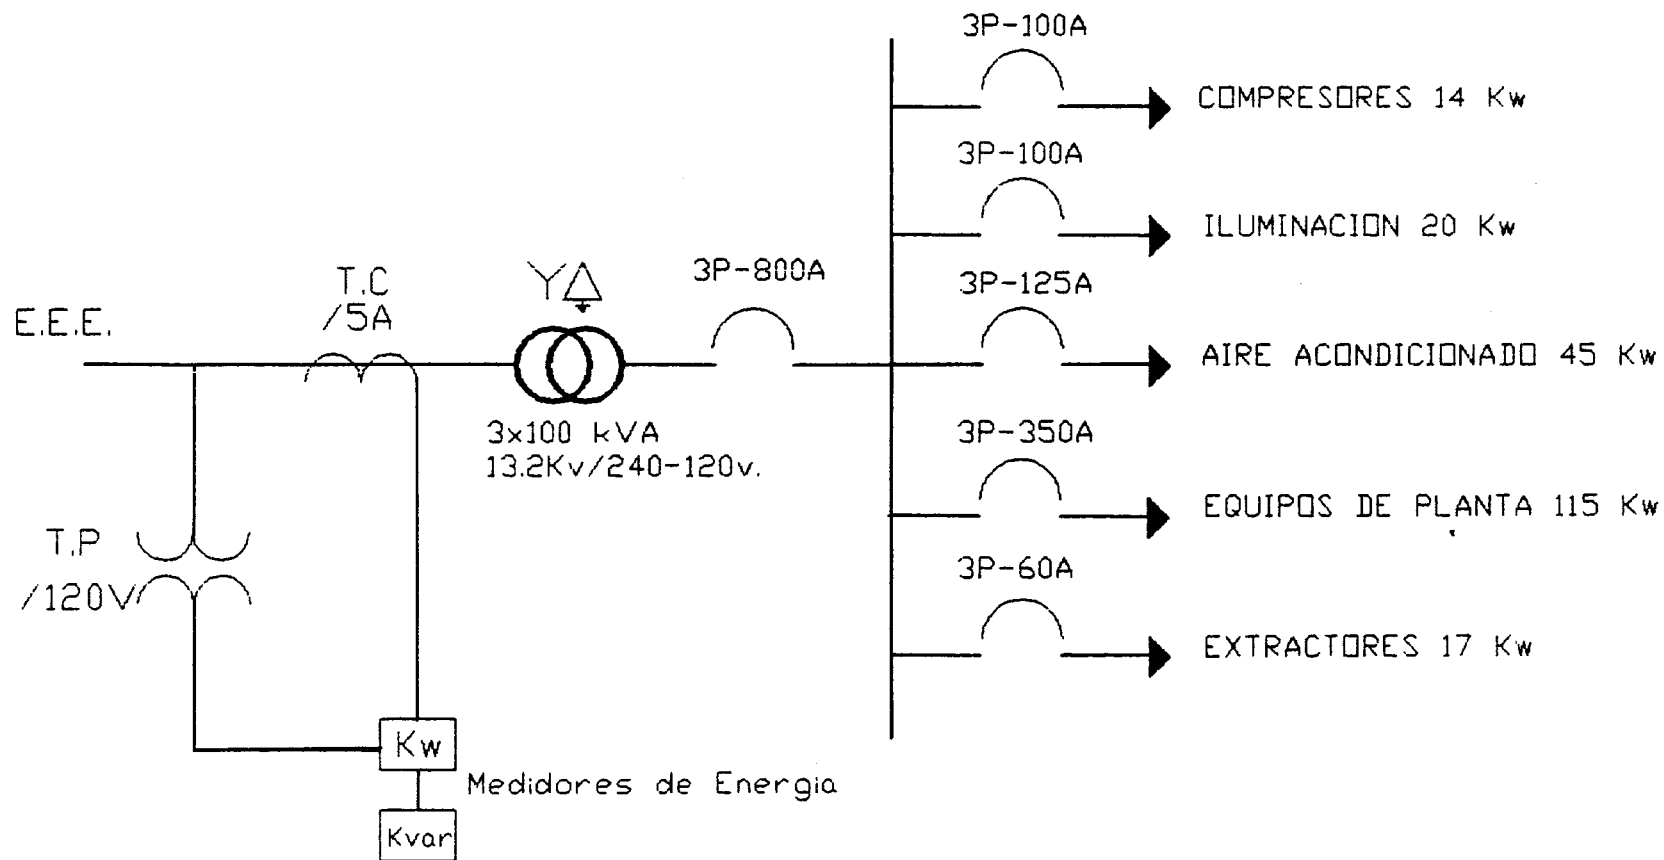 3P-100A
COMPRESORES 14 Kw
3P-100A
ILUMINACION 20 Kw
T.C
/5A
Y
3P-800A
3P-125A
E.E.E.
AIRE ACONDICIONADO 45 Kw
3x100 kVA
13.2Kv/240-120v.
3P-350A
EQUIPOS DE PLANTA 115 Kw
T.P
/120V
3P-60A
EXTRACTORES 17 Kw
Kw
Medidores de Energia
Kvar